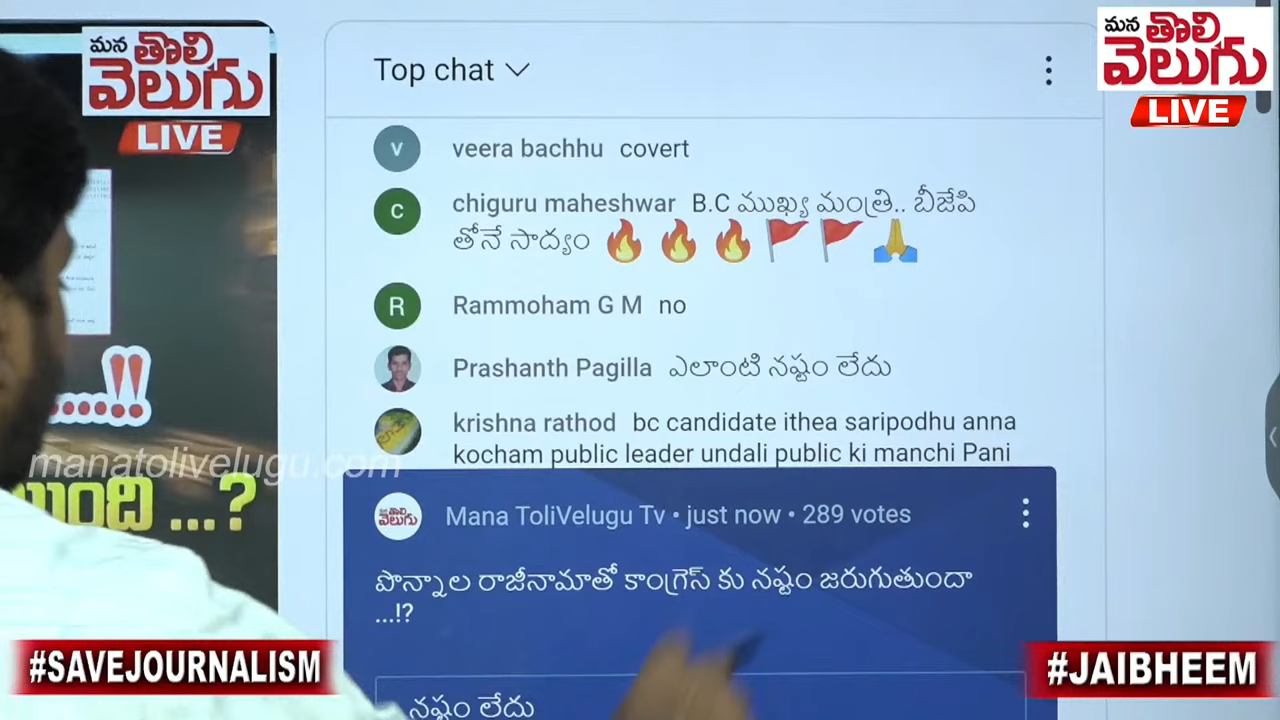 మన
తొలి
వెలుగు
LIVE
మన
తొలి
వెలుగు
LIVE
Top chat
v
veera bachhu covert
C
chiguru maheshwar B.C ముఖ్య మంత్రి.. బీజేపి
తోనే సాద్యం 🔥 🔥 🔥 🚩 🚩 🙏
R
Rammoham G M no
Prashanth Pagilla ఎలాంటి నష్టం లేదు
krishna rathod bc candidate ithea saripodhu anna
kocham public leader undali public ki manchi Pani
....!!
manatolivelugu.com
...?
మన తొలి
వెలుగు
Mana ToliVelugu Tv • just now • 289 votes
పొన్నాల రాజీనామాతో కాంగ్రెస్ కు నష్టం జరుగుతుందా
...!?
నష్టం లేదు
#SAVEJOURNALISM
#JAIBHEEM